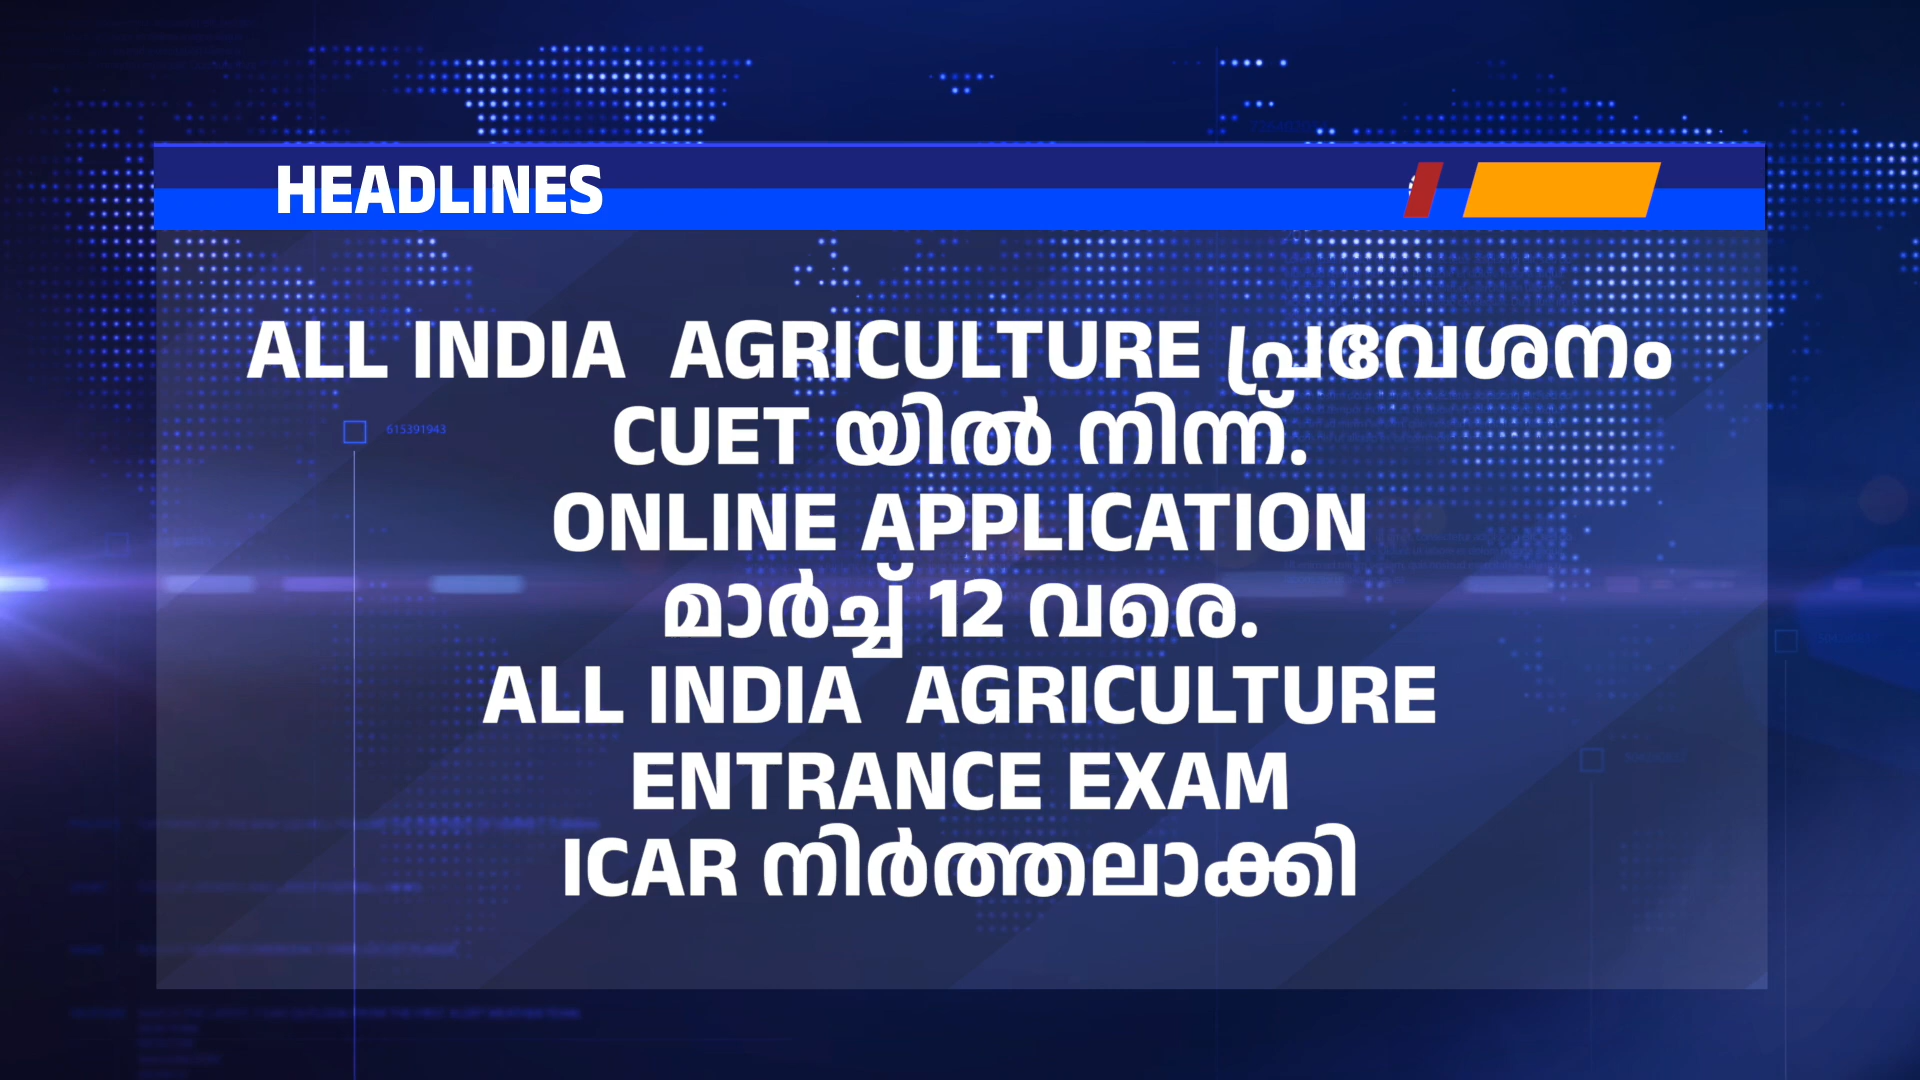 HEADLINES
ALL INDIA AGRICULTURE പ്രവേശനം
CUET യിൽ നിന്ന്.
615391943
ONLINE APPLICATION
മാർച്ച് 12 വരെ.
ALL INDIA AGRICULTURE
ENTRANCE EXAM
ICAR നിർത്തലാക്കി